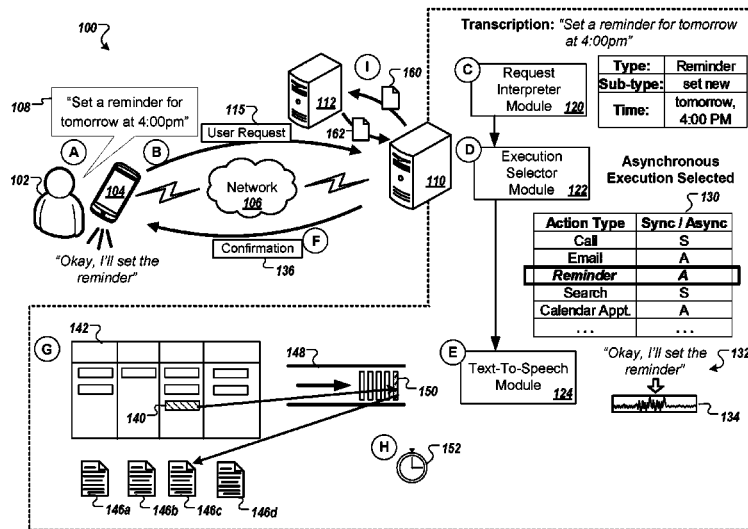 100
108
"Set a reminder for
tomorrow at 4:00pm"
A
B
102
104
115
User Request
Network
106
Confirmation
136
F
"Okay, I'll set the
reminder"
112
I
160
162
110
Transcription: "Set a reminder for tomorrow
at 4:00pm"
C
Request
Interpreter
Module
120
Type: Reminder
Sub-type: set new
Time: tomorrow,
4:00 PM
D
Execution
Selector
Module
122
Asynchronous
Execution Selected
130
Action Type Sync / Async
Call S
Email A
Reminder A
Search S
Calendar Appt. A
. . . . . .
E
Text-To-Speech
Module
124
"Okay, I'll set the
reminder"
132
134
G
142
140
148
150
H
152
146a
146b
146c
146d